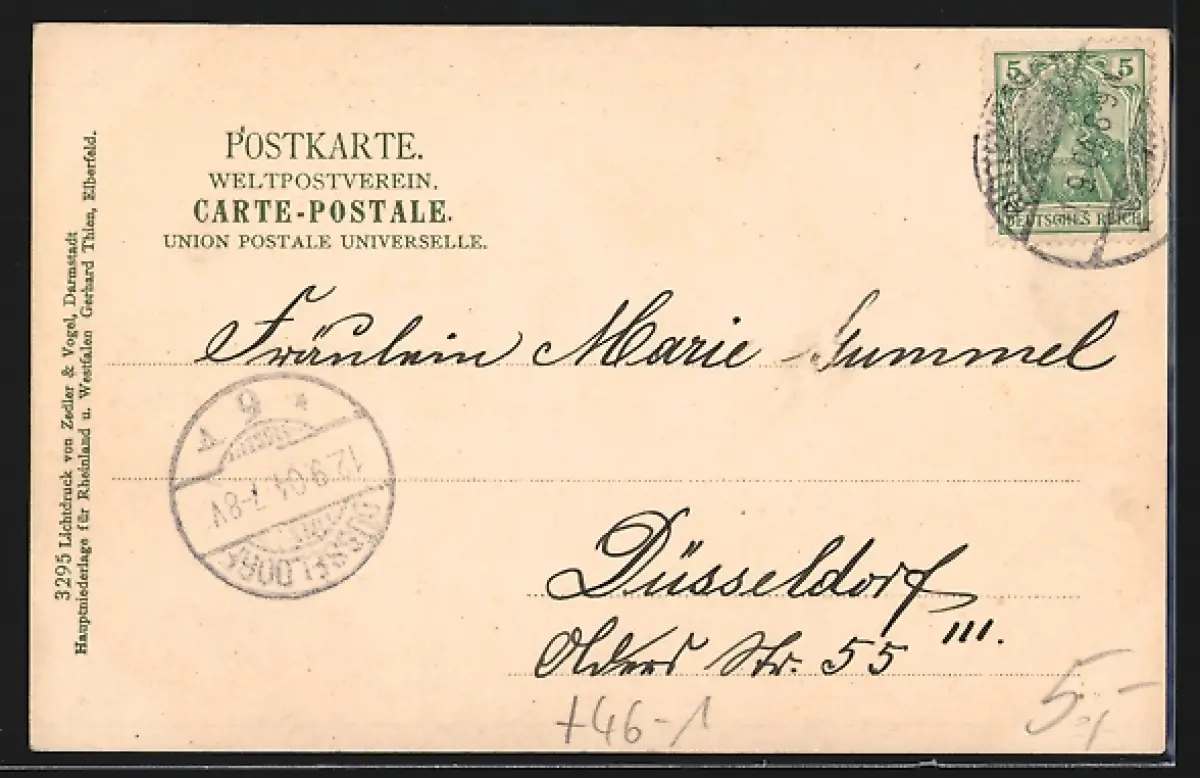 POSTKARTE.
WELTPOSTVEREIN.
CARTE-POSTALE.
UNION POSTALE UNIVERSELLE.
5 5
DEUTSCHES REICH
Fräulein Marie Hummel
Düsseldorf
Str. 55 III.
DÜSSELDORF
12.9.04.7-8V
+46-1
5,-
3295 Lichtdruck von Zedler & Vogel, Darmstadt
Hauptniederlage für Rheinland u. Westfalen Gerhard Thien, Elberfeld.